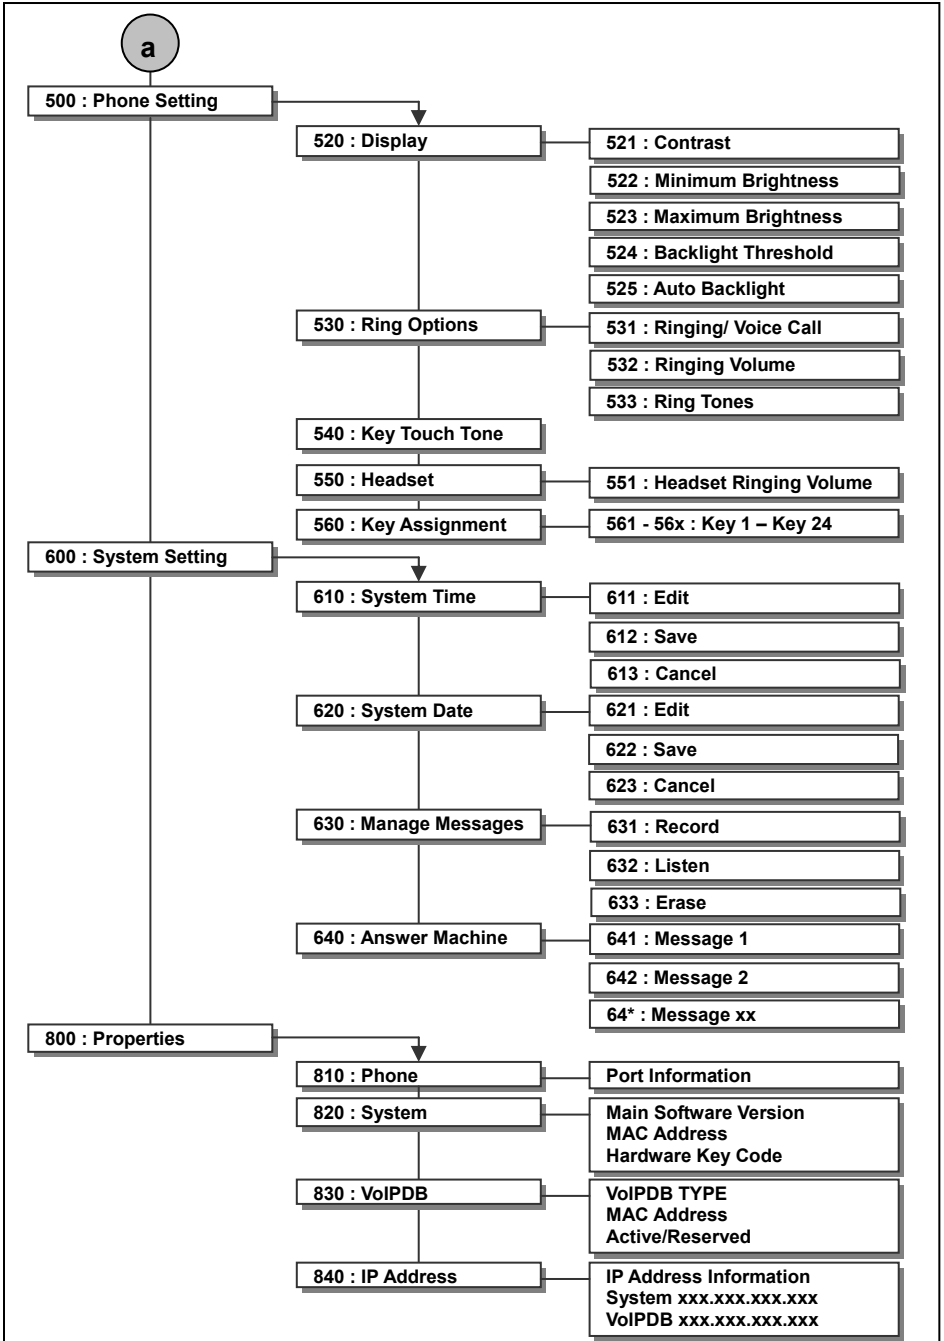 a
500 : Phone Setting
520 : Display
521 : Contrast
522 : Minimum Brightness
523 : Maximum Brightness
524 : Backlight Threshold
525 : Auto Backlight
530 : Ring Options
531 : Ringing/ Voice Call
532 : Ringing Volume
533 : Ring Tones
540 : Key Touch Tone
550 : Headset
551 : Headset Ringing Volume
560 : Key Assignment
561 - 56x : Key 1 – Key 24
600 : System Setting
610 : System Time
611 : Edit
612 : Save
613 : Cancel
620 : System Date
621 : Edit
622 : Save
623 : Cancel
630 : Manage Messages
631 : Record
632 : Listen
633 : Erase
640 : Answer Machine
641 : Message 1
642 : Message 2
64* : Message xx
800 : Properties
810 : Phone
Port Information
820 : System
Main Software Version
MAC Address
Hardware Key Code
830 : VoIPDB
VoIPDB TYPE
MAC Address
Active/Reserved
840 : IP Address
IP Address Information
System xxx.xxx.xxx.xxx
VoIPDB xxx.xxx.xxx.xxx